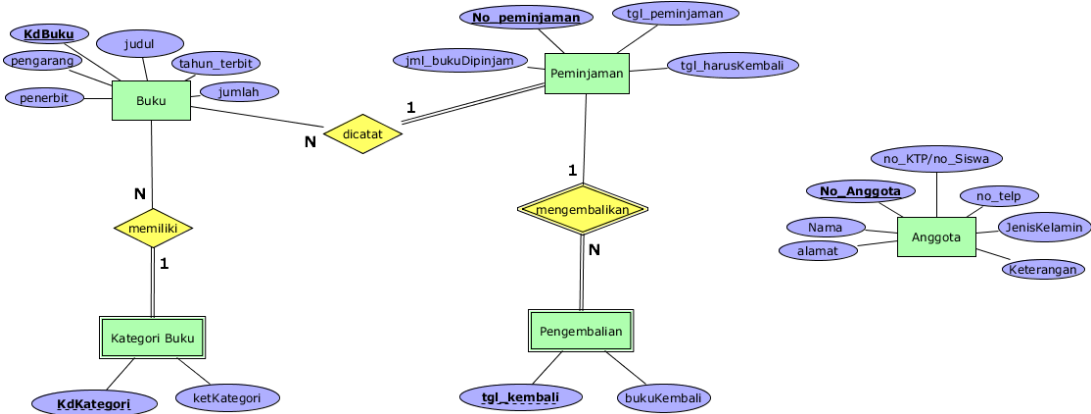 KdBuku
judul
pengarang
tahun_terbit
penerbit
jumlah
Buku
No_peminjaman
tgl_peminjaman
jml_bukuDipinjam
tgl_harusKembali
Peminjaman
1
N
dicatat
N
memiliki
1
Kategori Buku
KdKategori
ketKategori
1
mengembalikan
N
Pengembalian
tgl_kembali
bukuKembali
no_KTP/no_Siswa
No_Anggota
no_telp
Nama
JenisKelamin
alamat
Anggota
Keterangan